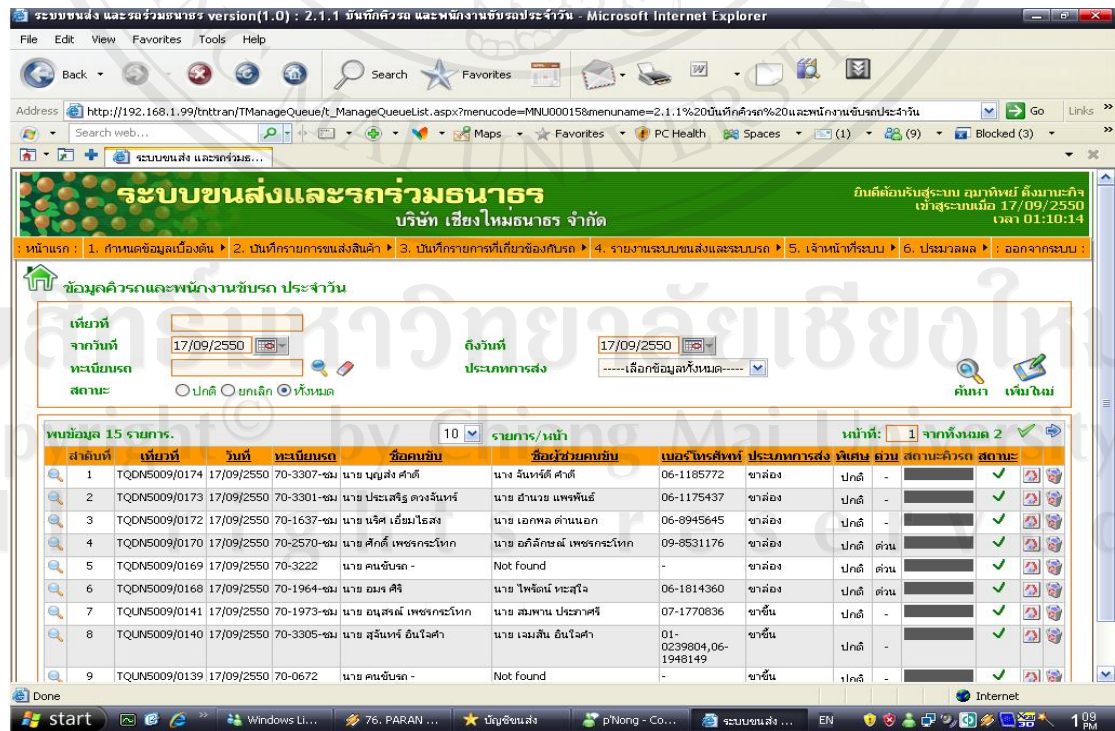 ระบบขนส่ง และรถร่วมธนาธร version(1.0) : 2.1.1 บันทึกคิวรถ และพนักงานขับรถประจำวัน - Microsoft Internet Explorer
File Edit View Favorites Tools Help
Back Search Favorites
Address http://192.168.1.99/tnttran/TManageQueue/t_ManageQueueList.aspx?menucode=MNU00015&menuname=2.1.1%20บันทึกคิวรถ%20และพนักงานขับรถประจำวัน Go Links
Search web... Maps Favorites PC Health Spaces (1) (9) Blocked (3)
ระบบขนส่ง และรถร่วมธ...
ระบบขนส่งและรถร่วมธนาธร
บริษัท เชียงใหม่ธนาธร จำกัด
ยินดีต้อนรับสู่ระบบ อุมาทิพย์ ตั้งมานะกิจ
เข้าสู่ระบบเมื่อ 17/09/2550
เวลา 01:10:14
: หน้าแรก : 1. กำหนดข้อมูลเบื้องต้น 2. บันทึกรายการขนส่งสินค้า 3. บันทึกรายการที่เกี่ยวข้องกับรถ 4. รายงานระบบขนส่งและระบบรถ 5. เจ้าหน้าที่ระบบ 6. ประมวลผล : ออกจากระบบ :
ข้อมูลคิวรถและพนักงานขับรถ ประจำวัน
เที่ยวที่
จากวันที่ 17/09/2550 ถึงวันที่ 17/09/2550
ทะเบียนรถ ประเภทการส่ง -----เลือกข้อมูลทั้งหมด-----
สถานะ ปกติ ยกเลิก ทั้งหมด ค้นหา เพิ่มใหม่
พบข้อมูล 15 รายการ. 10 รายการ/หน้า หน้าที่: 1 จากทั้งหมด 2
ลำดับที่ เที่ยวที่ วันที่ ทะเบียนรถ ชื่อคนขับ ชื่อผู้ช่วยคนขับ เบอร์โทรศัพท์ ประเภทการส่ง พิเศษ ด่วน สถานะคิวรถ สถานะ
1 TQDN5009/0174 17/09/2550 70-3307-ชม นาย บุญส่ง ศาดี นาง จันทร์ดี ศาดี 06-1185772 ขาล่อง ปกติ -
2 TQDN5009/0173 17/09/2550 70-3301-ชม นาย ประเสริฐ ดวงจันทร์ นาย อำนวย แพรพันธ์ 06-1175437 ขาล่อง ปกติ -
3 TQDN5009/0172 17/09/2550 70-1637-ชม นาย นริศ เอี่ยมไธสง นาย เอกพล ด่านนอก 06-8945645 ขาล่อง ปกติ -
4 TQDN5009/0170 17/09/2550 70-2570-ชม นาย ศักดิ์ เพชรกระโทก นาย อภิลักษณ์ เพชรกระโทก 09-8531176 ขาล่อง ปกติ ด่วน
5 TQDN5009/0169 17/09/2550 70-3222 นาย คนขับรถ - Not found - ขาล่อง ปกติ ด่วน
6 TQDN5009/0168 17/09/2550 70-1964-ชม นาย อมร ศิริ นาย ไพรัตน์ ทะสุใจ 06-1814360 ขาล่อง ปกติ ด่วน
7 TQUN5009/0141 17/09/2550 70-1973-ชม นาย อนุสรณ์ เพชรกระโทก นาย สมพาน ประกาศรี 07-1770836 ขาขึ้น ปกติ -
8 TQUN5009/0140 17/09/2550 70-3305-ชม นาย สุจันทร์ อินใจคำ นาย เจมสัน อินใจคำ 01-0239804,06-1948149 ขาขึ้น ปกติ -
9 TQUN5009/0139 17/09/2550 70-0672 นาย คนขับรถ - Not found - ขาขึ้น ปกติ -
Done Internet
start Windows Li... 76. PARAN ... บัญชีขนส่ง p'Nong - Co... ระบบขนส่ง ... EN 1:09 PM